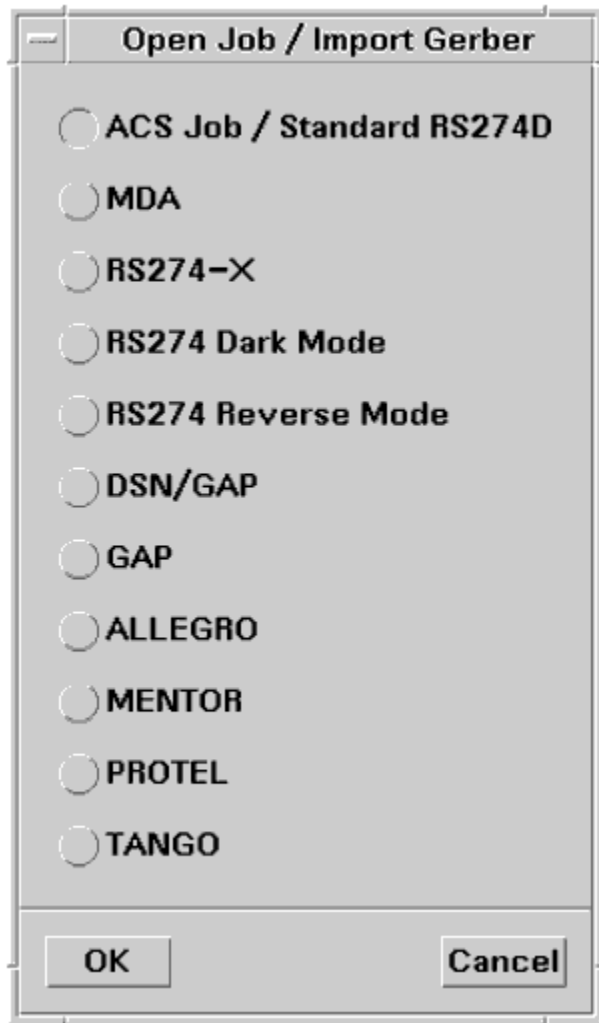 Open Job / Import Gerber
ACS Job / Standard RS274D
MDA
RS274-X
RS274 Dark Mode
RS274 Reverse Mode
DSN/GAP
GAP
ALLEGRO
MENTOR
PROTEL
TANGO
OK Cancel